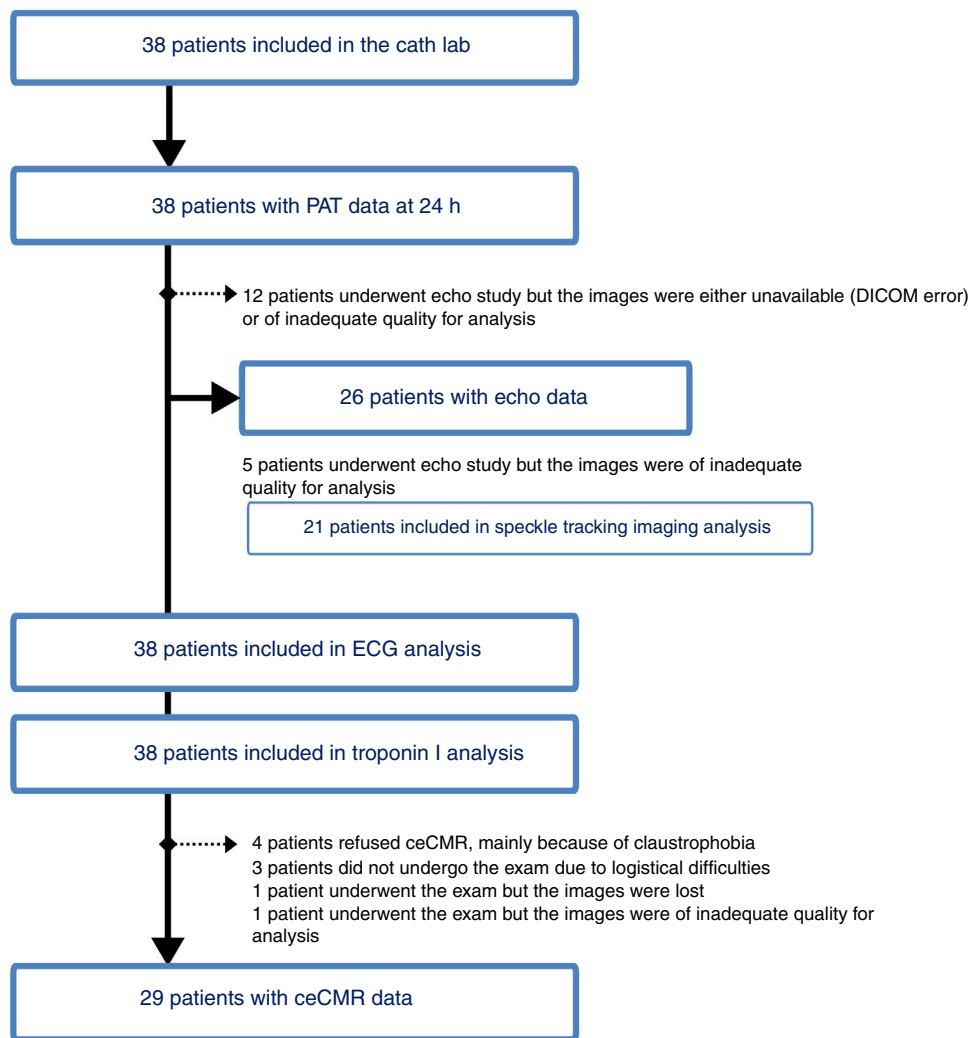 38 patients included in the cath lab
38 patients with PAT data at 24 h
12 patients underwent echo study but the images were either unavailable (DICOM error)
or of inadequate quality for analysis
26 patients with echo data
5 patients underwent echo study but the images were of inadequate
quality for analysis
21 patients included in speckle tracking imaging analysis
38 patients included in ECG analysis
38 patients included in troponin I analysis
4 patients refused ceCMR, mainly because of claustrophobia
3 patients did not undergo the exam due to logistical difficulties
1 patient underwent the exam but the images were lost
1 patient underwent the exam but the images were of inadequate quality for
analysis
29 patients with ceCMR data